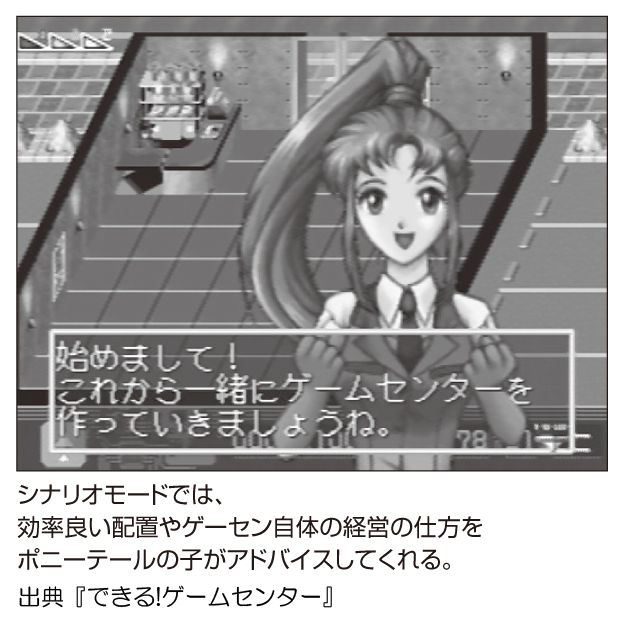 始めまして!
これから一緒にゲームセンターを
作っていきましょうね。
シナリオモードでは、
効率良い配置やゲーセン自体の経営の仕方を
ポニーテールの子がアドバイスしてくれる。
出典『できる!ゲームセンター』